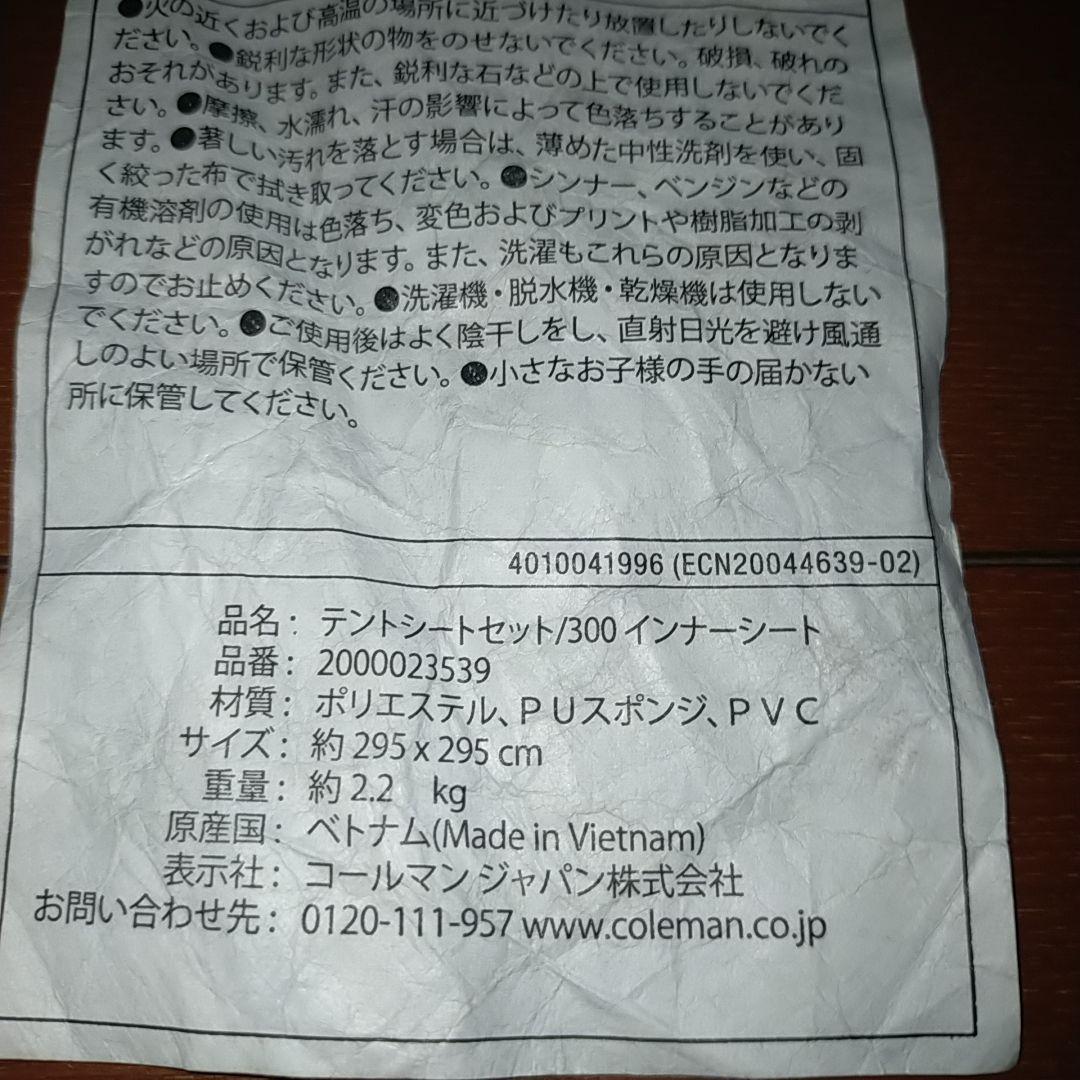 ●火の近くおよび高温の場所に近づけたり放置したりしないでく
ださい。●鋭利な形状の物をのせないでください。破損、破れの
おそれがあります。また、鋭利な石などの上で使用しないでくだ
さい。●摩擦、水濡れ、汗の影響によって色落ちすることがあり
ます。●著しい汚れを落とす場合は、薄めた中性洗剤を使い、固
く絞った布で拭き取ってください。●シンナー、ベンジンなどの
有機溶剤の使用は色落ち、変色およびプリントや樹脂加工の剥
がれなどの原因となります。また、洗濯もこれらの原因となりま
すのでお止めください。●洗濯機・脱水機・乾燥機は使用しない
でください。●ご使用後はよく陰干しをし、直射日光を避け風通
しのよい場所で保管ください。●小さなお子様の手の届かない
所に保管してください。
4010041996 (ECN20044639-02)
品名： テントシートセット/300 インナーシート
品番： 2000023539
材質： ポリエステル、ＰＵスポンジ、ＰＶＣ
サイズ： 約 295 x 295 cm
重量： 約 2.2 kg
原産国： ベトナム(Made in Vietnam)
表示社： コールマン ジャパン株式会社
お問い合わせ先： 0120-111-957 www.coleman.co.jp